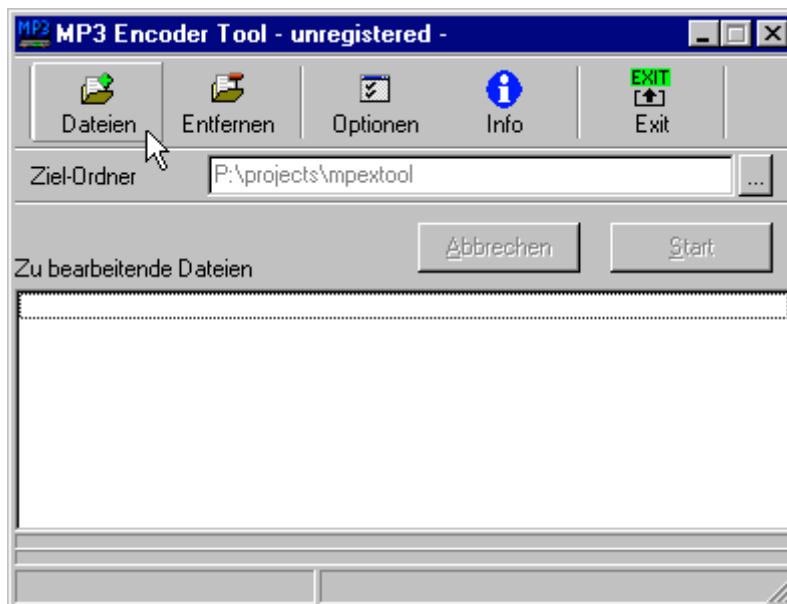 MP3 MP3 Encoder Tool - unregistered -
EXIT
Dateien Entfernen Optionen Info Exit
Ziel-Ordner P:\projects\mpextool ...
Abbrechen Start
Zu bearbeitende Dateien